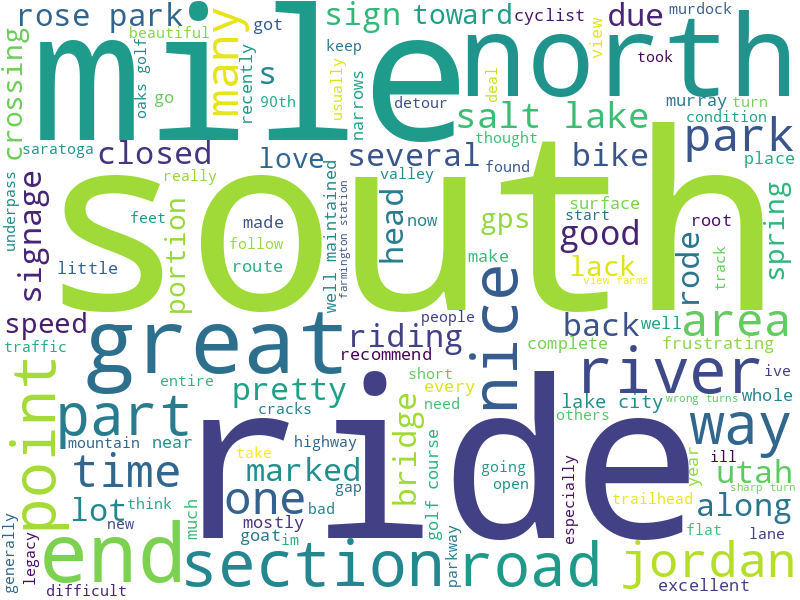 rose park
sign
toward
cyclist
murdock
beautiful
many
got
keep
due
view
took
mile
north
crossing
oaks golf
go
recently
s
90th
usually
narrows
detour
deal
salt lake
murray
turn
condition
thought
park
saratoga
closed
love
several
found
bike
place
underpass
signage
really
valley
south
portion
feet
made
follow
route
well maintained
farmington station
head
now
gps
make
surface
start
good
root
rode
track
spring
little
lack
view farms
nice
speed
traffic
great
people
riding
recommend
back
well
area
complete
frustrating
point
entire
pretty
short
every
need
river
ive
part
cracks
bridge
lake city
others
wrong turns
whole
way
mountain
near
ride
highway
take
time
marked
gap
golf course
going
open
especially
year
ill
utah
sharp turn
lot
think
one
bad
trailhead
along
generally
new
much
mostly
goat
im
flat
lane
legacy
end
section
parkway
road
jordan
difficult
excellent